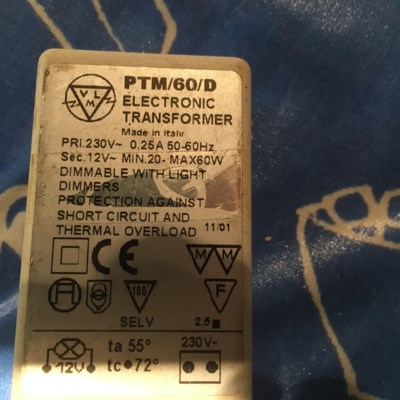 VLM
PTM/60/D
ELECTRONIC
TRANSFORMER
Made in Italy
PRI.230V~ 0,25A 50-60Hz
Sec.12V~ MIN.20- MAX60W
DIMMABLE WITH LIGHT
DIMMERS
PROTECTION AGAINST
SHORT CIRCUIT AND
THERMAL OVERLOAD 11/01
CE M M
100 F
SELV 2,5
ta 55° 230V~
12V tc 72°